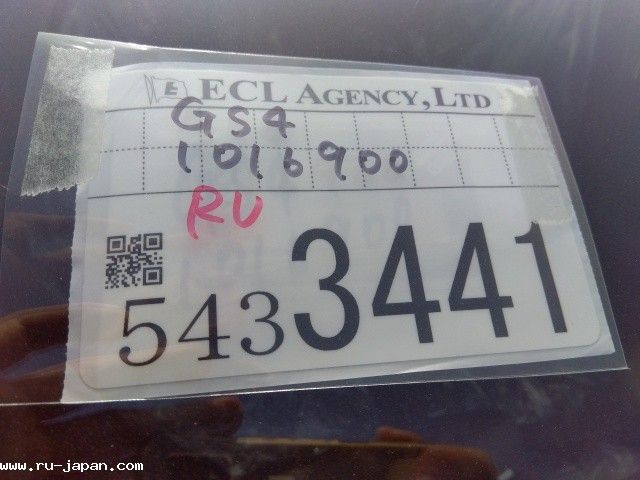 E ECL AGENCY, LTD
GS4
1016900
RU
5433441
www.ru-japan.com